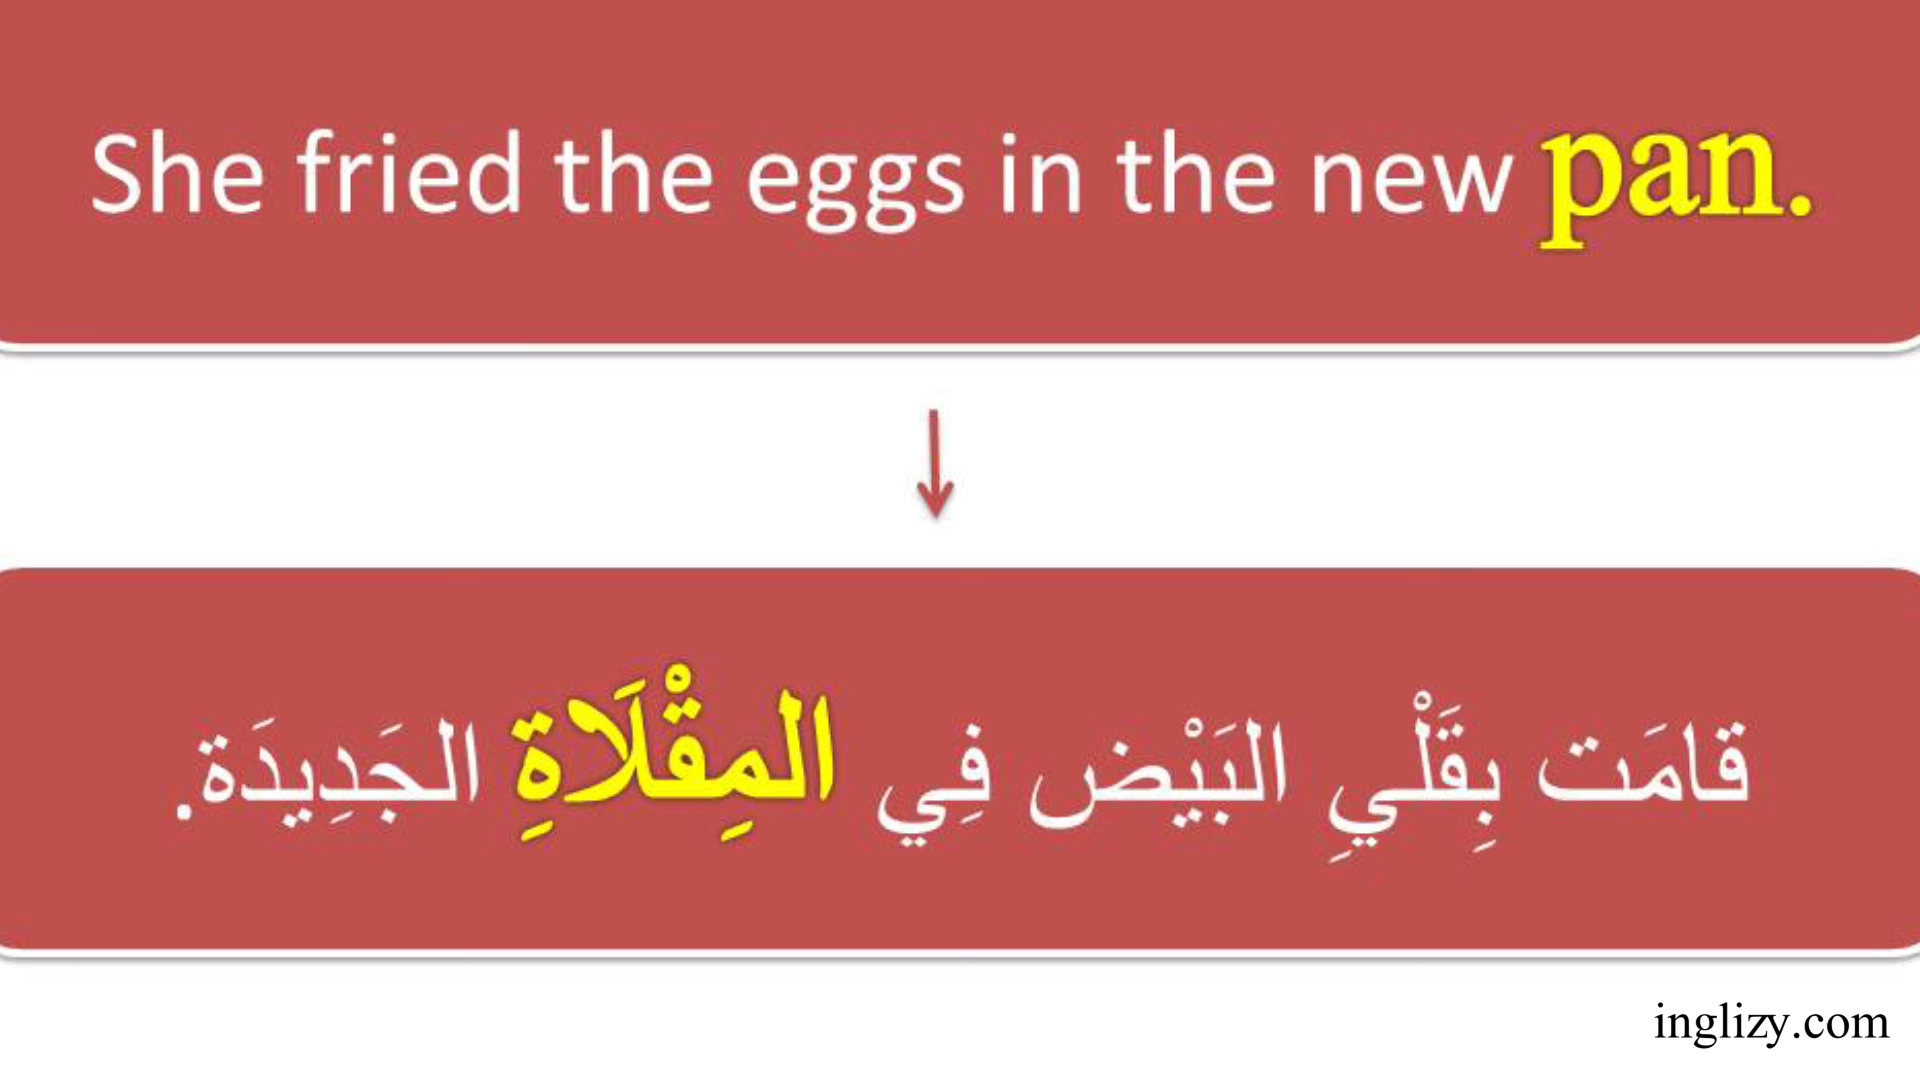 She fried the eggs in the new pan.
قامَت بِقَلْيِ البَيْض فِي المِقْلَاةِ الجَدِيدَة.
inglizy.com